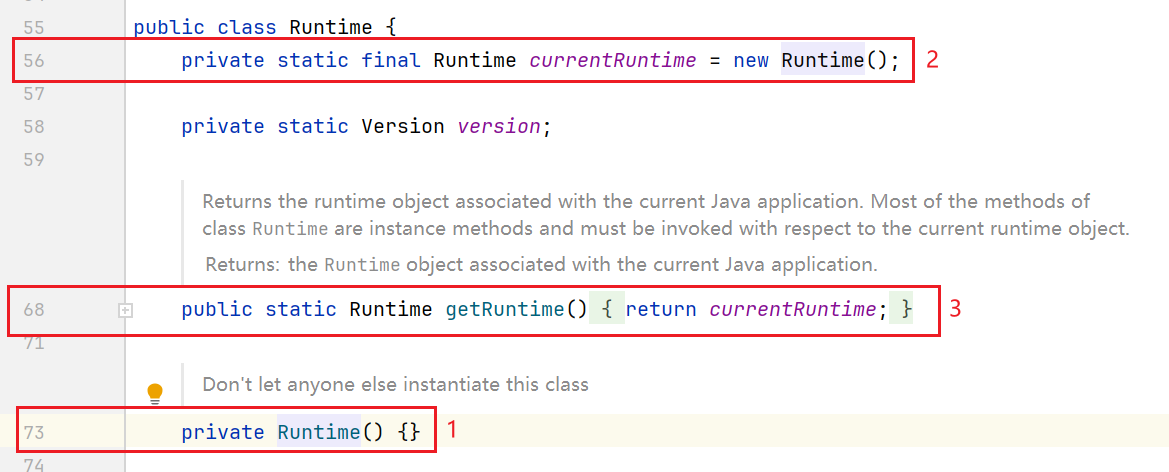 55 public class Runtime {
56 private static final Runtime currentRuntime = new Runtime(); 2
57
58 private static Version version;
59
Returns the runtime object associated with the current Java application. Most of the methods of
class Runtime are instance methods and must be invoked with respect to the current runtime object.
Returns: the Runtime object associated with the current Java application.
68 public static Runtime getRuntime() { return currentRuntime; } 3
71
Don't let anyone else instantiate this class
73 private Runtime() {} 1
74